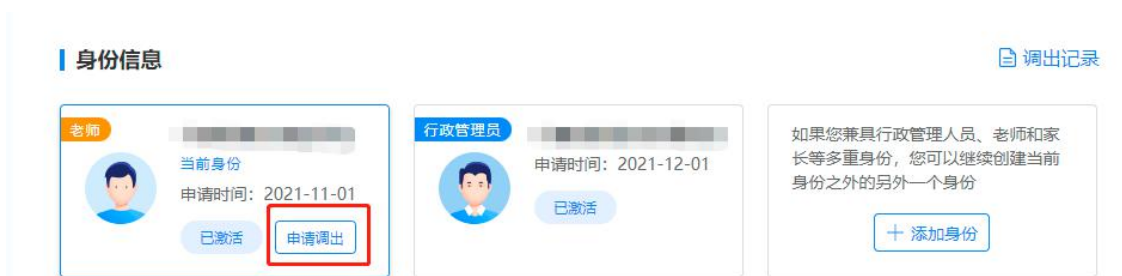 身份信息
调出记录
老师
当前身份
申请时间：2021-11-01
已激活
申请调出
行政管理员
申请时间：2021-12-01
已激活
如果您兼具行政管理人员、老师和家
长等多重身份，您可以继续创建当前
身份之外的另外一个身份
十 添加身份